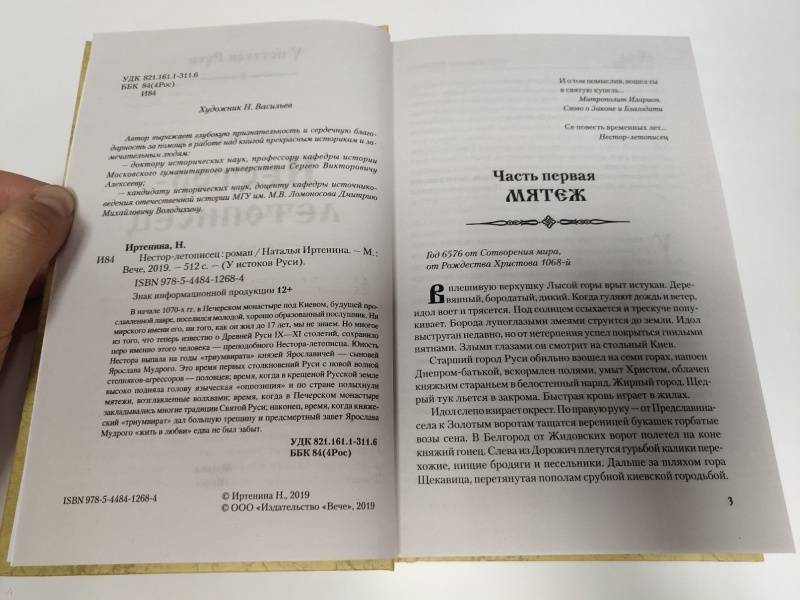 УДК 821.161.1-311.6
ББК 84(4Рос)
И84
Художник Н. Васильев
Автор выражает глубокую признательность и сердечную благо-
дарность за помощь в работе над книгой прекрасным историкам и за-
мечательным людям:
— доктору исторических наук, профессору кафедры истории
Московского гуманитарного университета Сергею Викторовичу
Алексееву;
— кандидату исторических наук, доценту кафедры источнико-
ведения отечественной истории МГУ им. М.В. Ломоносова Дмитрию
Михайловичу Володихину.
Иртенина, Н.
И84 Нестор-летописец : роман / Наталья Иртенина. — М. :
Вече, 2019. — 512 с. — (У истоков Руси).
ISBN 978-5-4484-1268-4
Знак информационной продукции 12+
В начале 1070-х гг. в Печерском монастыре под Киевом, будущей про-
славленной лавре, поселился молодой, хорошо образованный послушник. Ни
мирского имени его, ни того, как он жил до 17 лет, мы не знаем. Но многое
из того, что теперь известно о Древней Руси IX—XI столетий, сохранило
перо именно этого человека — преподобного Нестора-летописца. Юность
Нестора выпала на годы «триумвирата» князей Ярославичей — сыновей
Ярослава Мудрого. Это время первых столкновений Руси с новой волной
степняков-агрессоров — половцев; время, когда в крещеной Русской земле
высоко подняла голову языческая «оппозиция» и по стране полыхнули
мятежи, возглавленные волхвами; время, когда в Печерском монастыре
закладывались многие традиции Святой Руси; наконец, время, когда княже-
ский «триумвират» дал большую трещину и предсмертный завет Ярослава
Мудрого «жить в любви» едва не был забыт.
УДК 821.161.1-311.6
ББК 84(4Рос)
ISBN 978-5-4484-1268-4
© Иртенина Н., 2019
© ООО «Издательство «Вече», 2019
И о том помыслив, вошел ты
в святую купель...
Митрополит Иларион.
Слово о Законе и Благодати
Се повесть временных лет...
Нестор-летописец
Часть первая
МЯТЕЖ
Год 6576 от Сотворения мира,
от Рождества Христова 1068-й
В плешивую верхушку Лысой горы врыт истукан. Дере-
вянный, бородатый, дикий. Когда гуляют дождь и ветер,
идол воет и трясется. Под солнцем ссыхается и трескуче попу-
кивает. Борода лупоглазыми змеями струится до земли. Идол
выструган недавно, но от нетерпения успел покрыться гнилыми
пятнами. Злыми глазами он смотрит на стольный Киев.
Старший город Руси обильно взошел на семи горах, напоен
Днепром-батькой, вскормлен полями, умыт Христом, облачен
княжьим стараньем в белостенный наряд. Жирный город. Щед-
рый тук льется в закрома. Быстрая кровь играет в жилах.
Идол слепо взирает окрест. По правую руку — от Предславина-
села к Золотым воротам тащатся вереницей букашек горбатые
возы сена. В Белгород от Жидовских ворот полетел на коне
княжий гонец. Слева из Дорожич плетутся гурьбой калики пере-
хожие, нищие бродяги и песельники. Дальше за шляхом гора
Щекавица, перетянутая пополам срубной киевской городьбой.
3